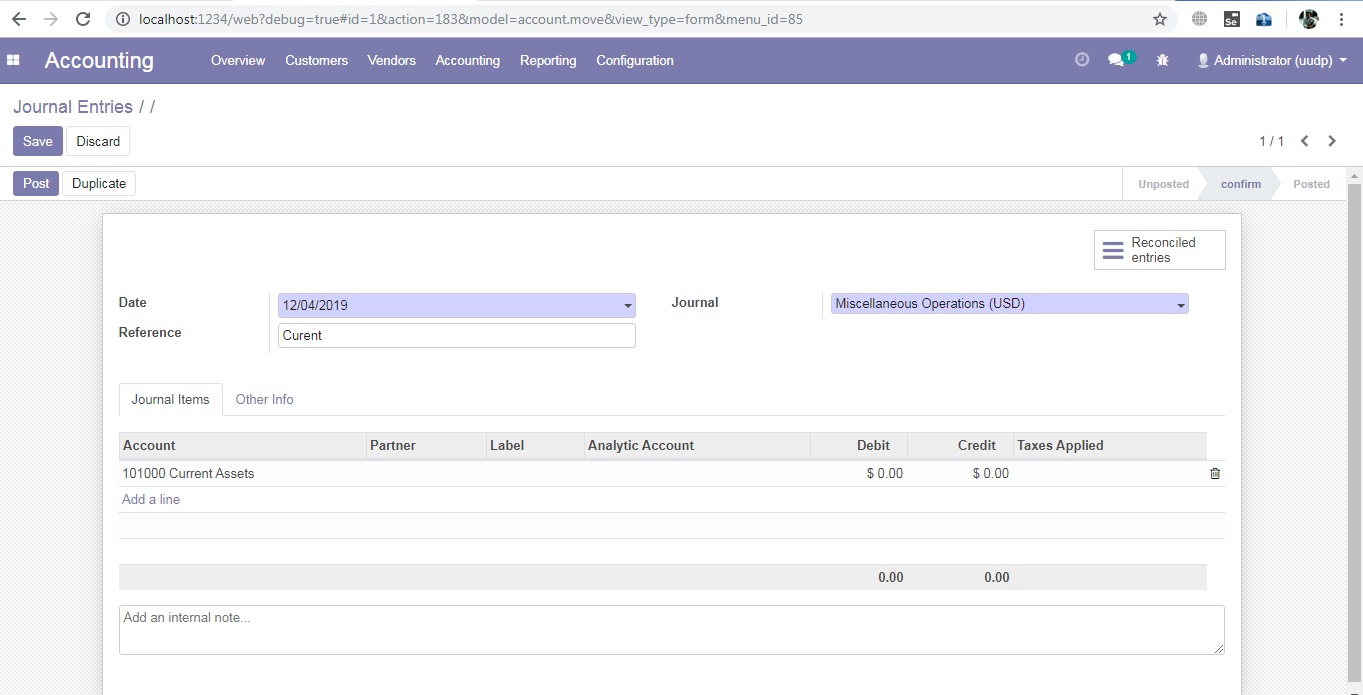 localhost:1234/web?debug=true#id=1&action=183&model=account.move&view_type=form&menu_id=85
Se
Accounting Overview Customers Vendors Accounting Reporting Configuration 1 Administrator (uudp)
Journal Entries / /
Save Discard 1 / 1
Post Duplicate Unposted confirm Posted
Reconciled
entries
Date 12/04/2019 Journal Miscellaneous Operations (USD)
Reference Curent
Journal Items Other Info
Account Partner Label Analytic Account Debit Credit Taxes Applied
101000 Current Assets $ 0.00 $ 0.00
Add a line
0.00 0.00
Add an internal note...